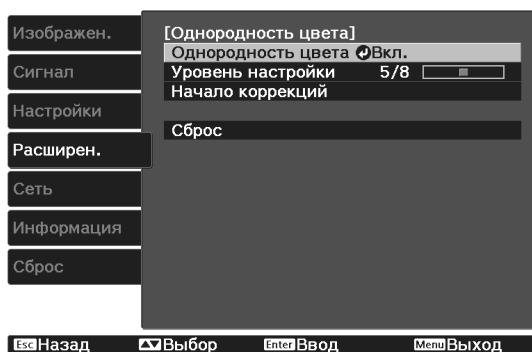 Изображен.
Сигнал
Настройки
Расширен.
Сеть
Информация
Сброс
[Однородность цвета]
Однородность цвета Вкл.
Уровень настройки 5/8
Начало коррекций
Сброс
Esc Назад Выбор Enter Ввод Menu Выход